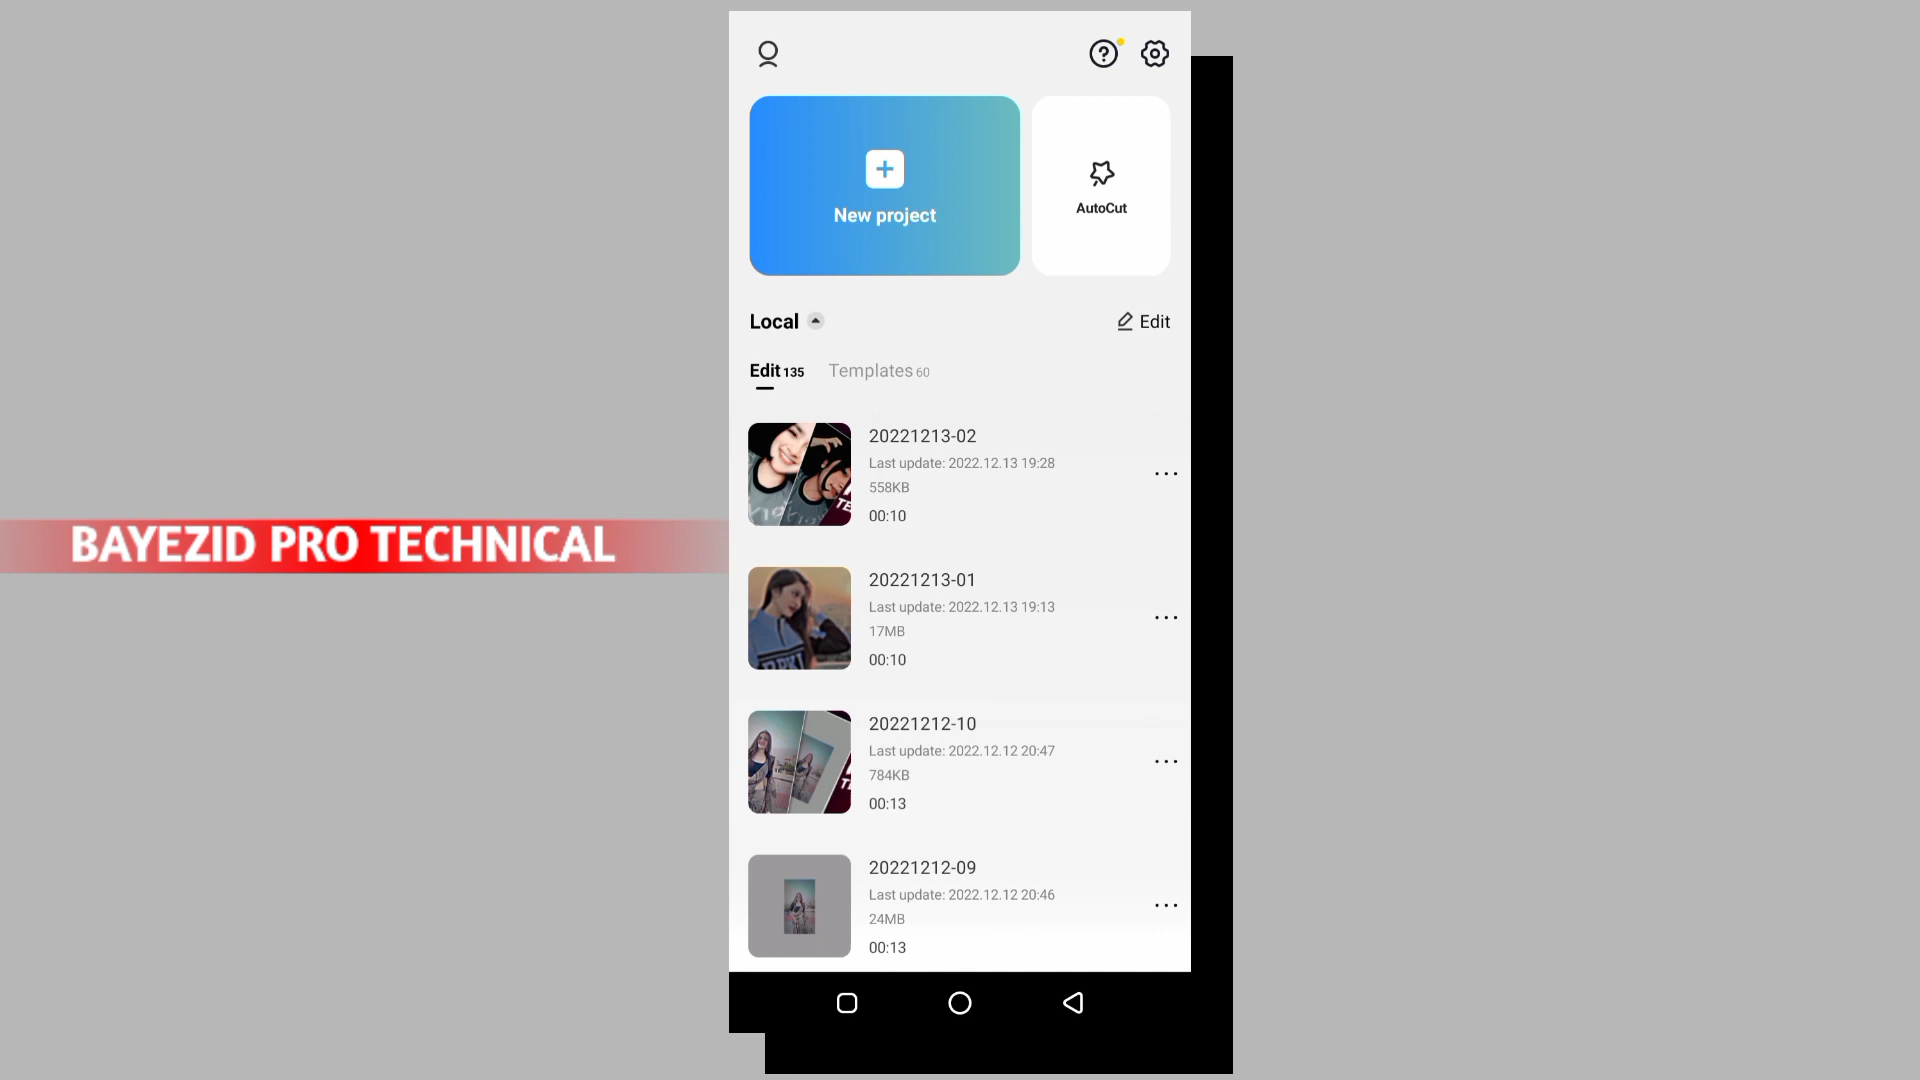 New project
AutoCut
Local
Edit
Edit 135
Templates 60
20221213-02
Last update: 2022.12.13 19:28
558KB
00:10
20221213-01
Last update: 2022.12.13 19:13
17MB
00:10
BAYEZID PRO TECHNICAL
20221212-10
Last update: 2022.12.12 20:47
784KB
00:13
20221212-09
Last update: 2022.12.12 20:46
24MB
00:13